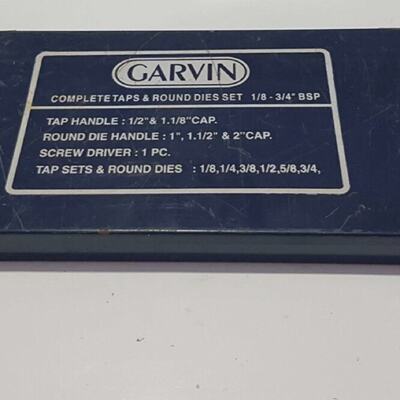 GARVIN
COMPLETE TAPS & ROUND DIES SET 1/8 - 3/4" BSP
TAP HANDLE : 1/2"& 1.1/8"CAP.
ROUND DIE HANDLE : 1", 1.1/2" & 2"CAP.
SCREW DRIVER : 1 PC.
TAP SETS & ROUND DIES : 1/8,1/4,3/8,1/2,5/8,3/4,